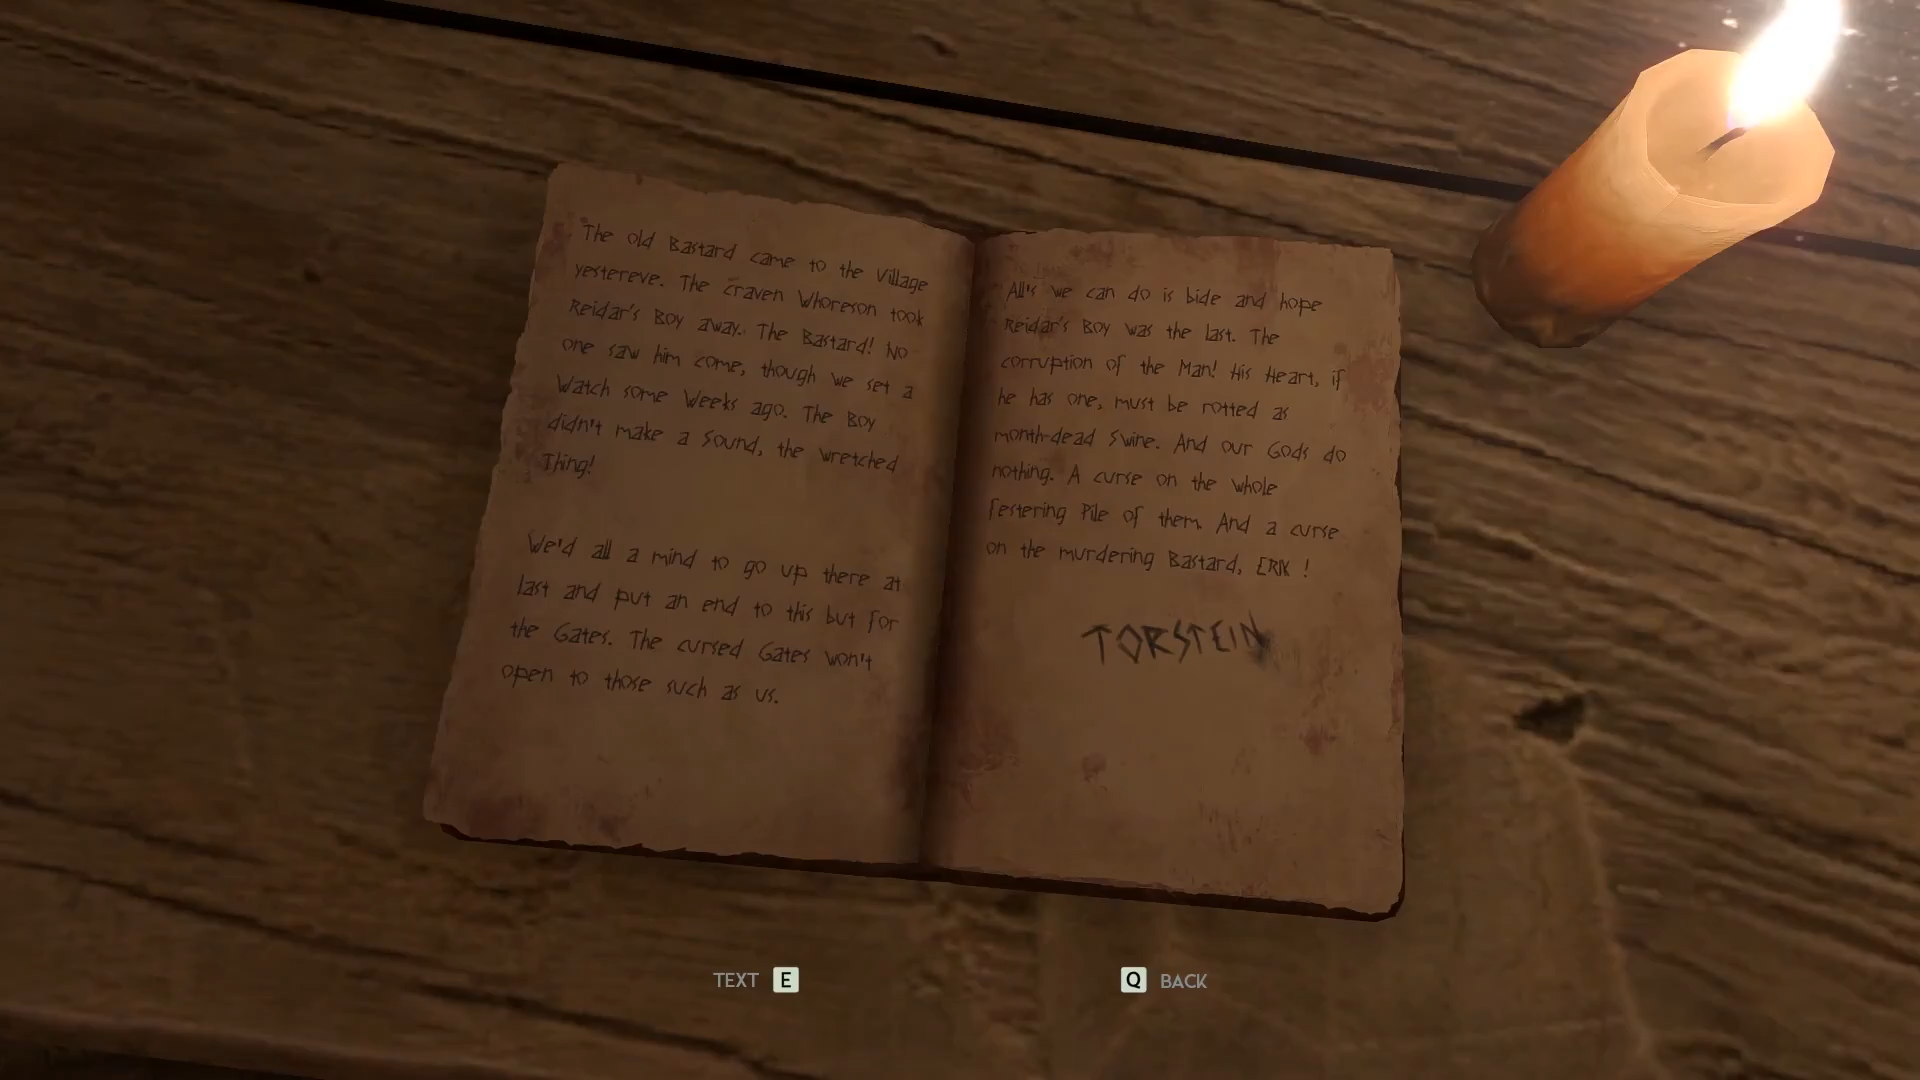 The old Bastard came to the Village
yestereve. The craven Whoreson took
Reidar's Boy away. The Bastard! No
one saw him come, though we set a
Watch some Weeks ago. The Boy
didn't make a Sound, the wretched
Thing!
We'd all a mind to go up there at
last and put an end to this but for
the Gates. The cursed Gates won't
open to those such as us.
All's we can do is bide and hope
Reidar's Boy was the last. The
corruption of the Man! His Heart, if
he has one, must be rotted as
month-dead Swine. And our Gods do
nothing. A curse on the whole
festering Pile of them. And a curse
on the murdering Bastard, ERIK !
TORSTEIN
TEXT E
Q BACK